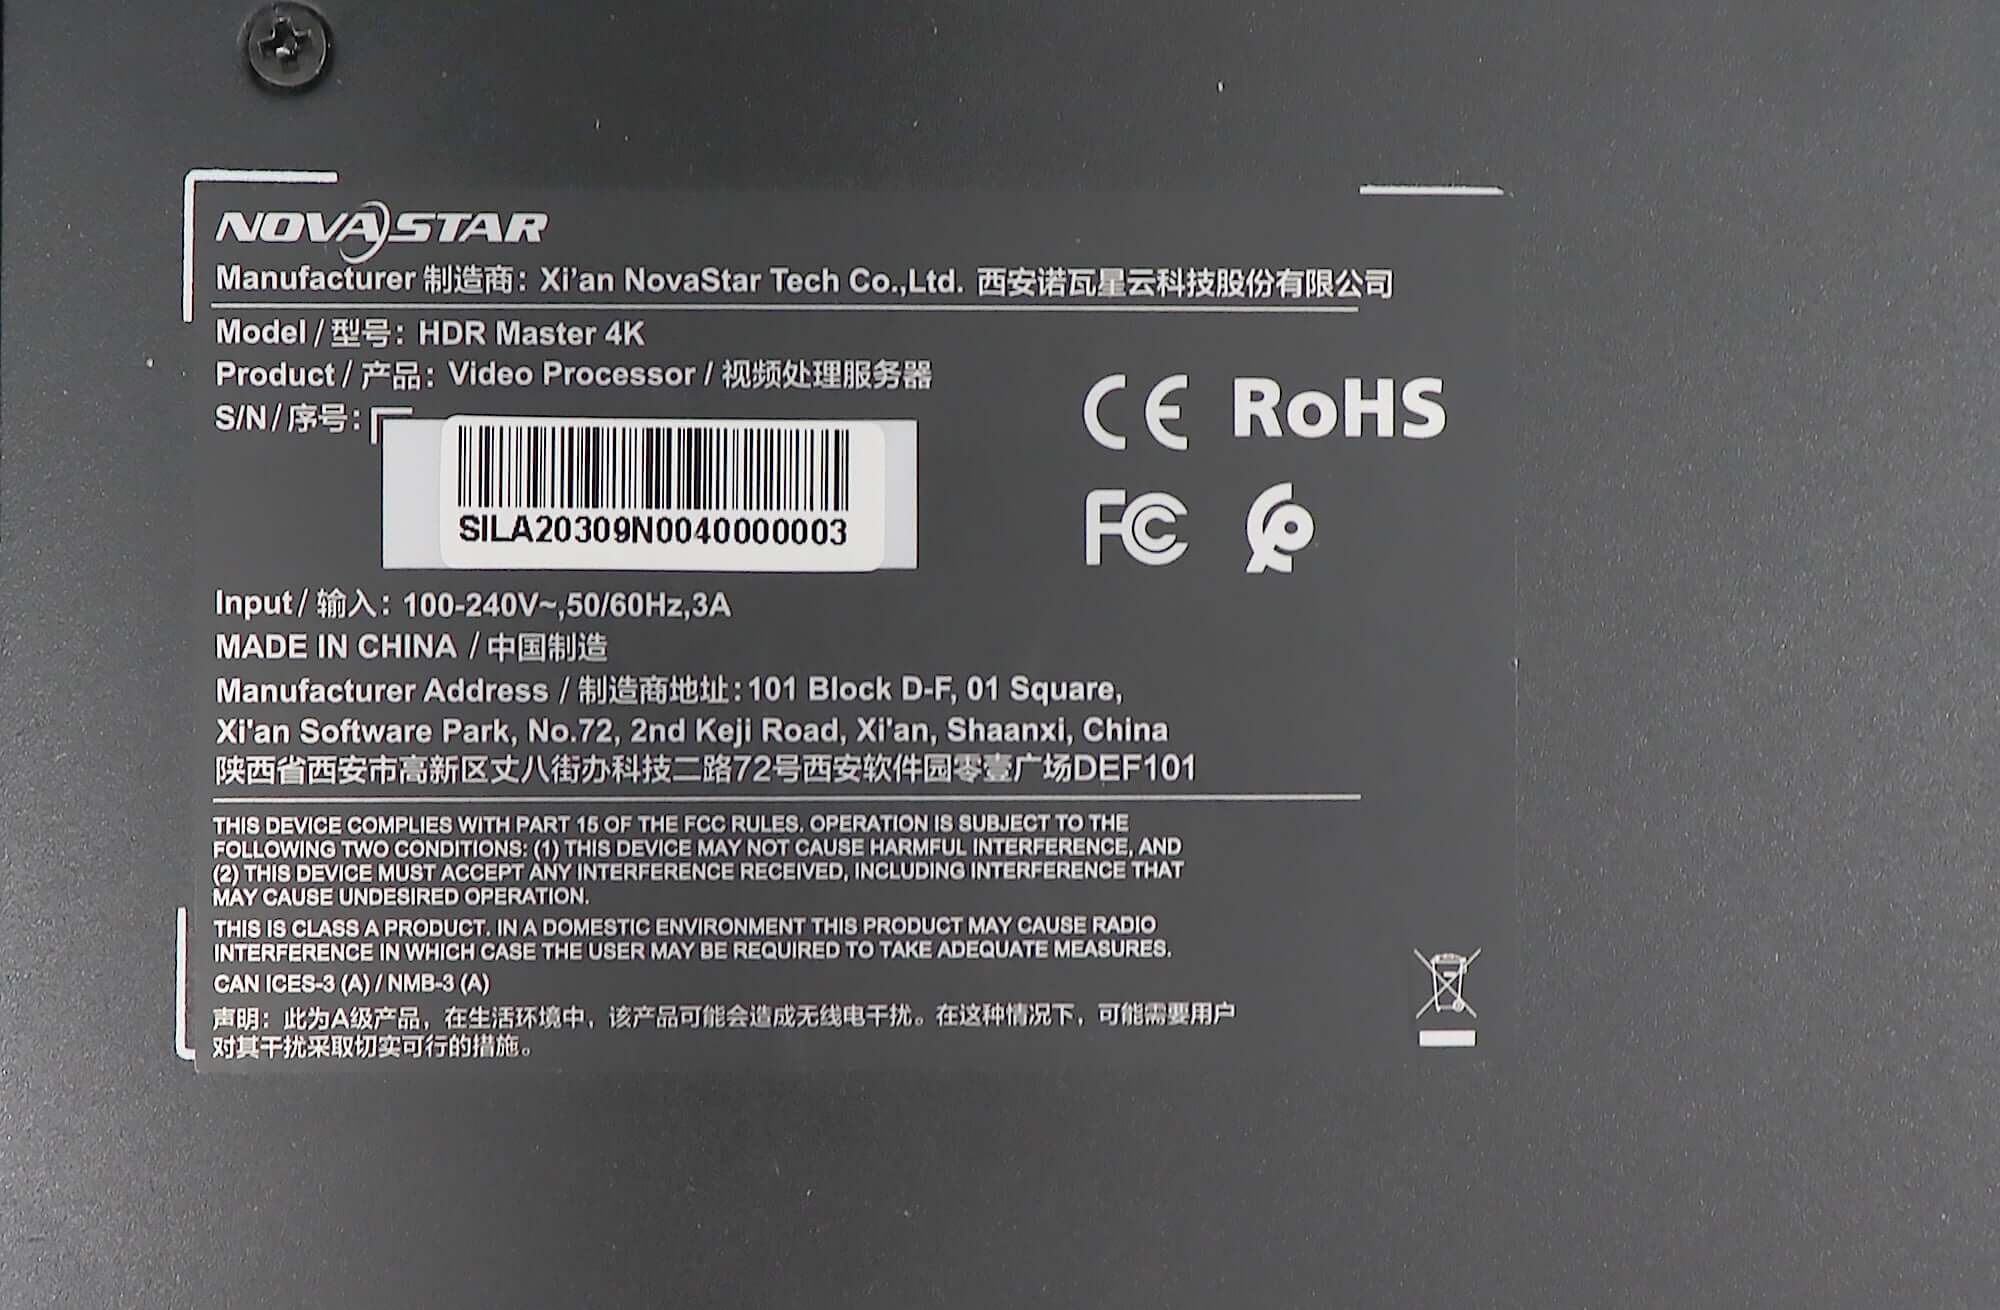 NOVASTAR
Manufacturer 制造商: Xi'an NovaStar Tech Co.,Ltd. 西安诺瓦星云科技股份有限公司
Model / 型号: HDR Master 4K
Product / 产品: Video Processor / 视频处理服务器
S/N / 序号:
SILA20309N0040000003
CE RoHS
FC
Input / 输入: 100-240V~,50/60Hz,3A
MADE IN CHINA / 中国制造
Manufacturer Address / 制造商地址:101 Block D-F, 01 Square,
Xi'an Software Park, No.72, 2nd Keji Road, Xi'an, Shaanxi, China
陕西省西安市高新区丈八街办科技二路72号西安软件园零壹广场DEF101
THIS DEVICE COMPLIES WITH PART 15 OF THE FCC RULES. OPERATION IS SUBJECT TO THE
FOLLOWING TWO CONDITIONS: (1) THIS DEVICE MAY NOT CAUSE HARMFUL INTERFERENCE, AND
(2) THIS DEVICE MUST ACCEPT ANY INTERFERENCE RECEIVED, INCLUDING INTERFERENCE THAT
MAY CAUSE UNDESIRED OPERATION.
THIS IS CLASS A PRODUCT. IN A DOMESTIC ENVIRONMENT THIS PRODUCT MAY CAUSE RADIO
INTERFERENCE IN WHICH CASE THE USER MAY BE REQUIRED TO TAKE ADEQUATE MEASURES.
CAN ICES-3 (A) / NMB-3 (A)
声明: 此为A级产品，在生活环境中，该产品可能会造成无线电干扰。在这种情况下，可能需要用户
对其干扰采取切实可行的措施。